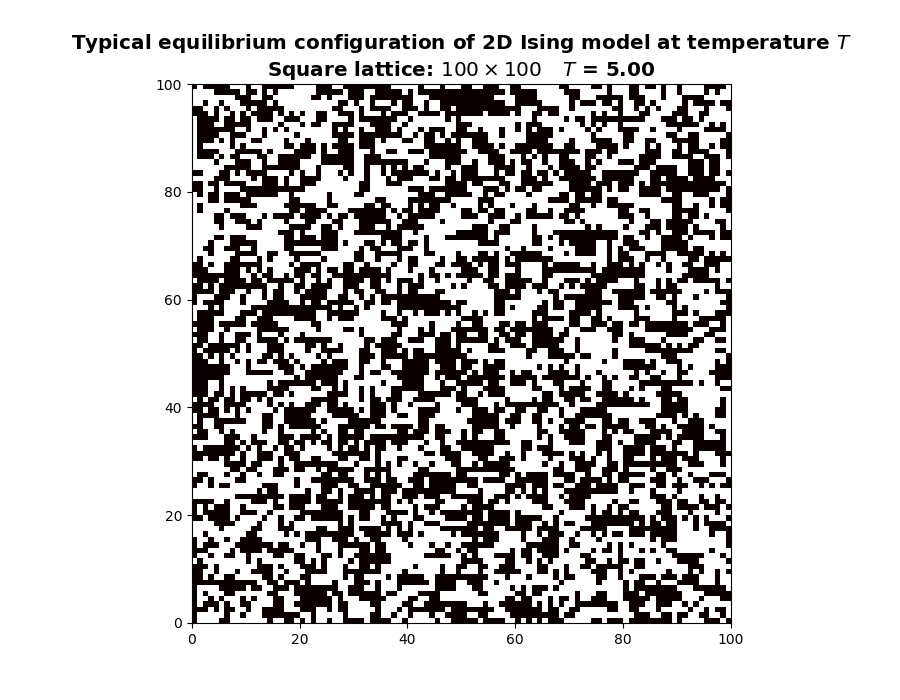 Typical equilibrium configuration of 2D Ising model at temperature T
Square lattice: 100 × 100 T = 5.00
100
80
60
40
20
0
0 20 40 60 80 100